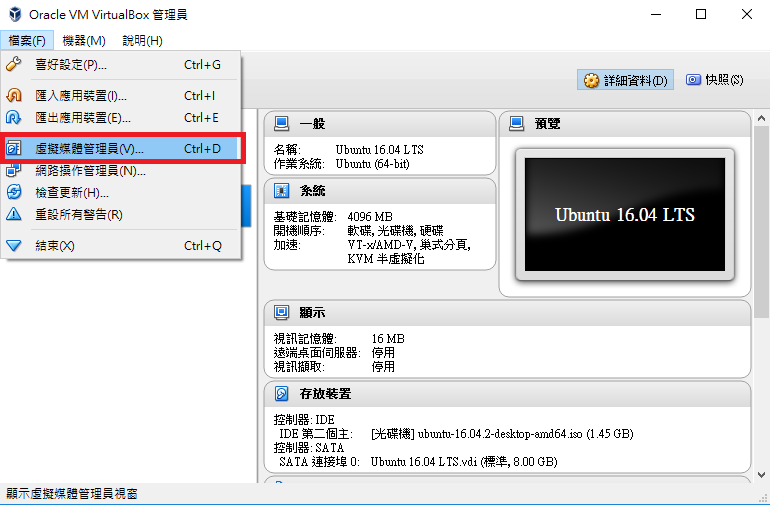 Oracle VM VirtualBox 管理員
檔案(F) 機器(M) 說明(H)
喜好設定(P)... Ctrl+G
匯入應用裝置(I)... Ctrl+I
匯出應用裝置(E)... Ctrl+E
虛擬媒體管理員(V)... Ctrl+D
網路操作管理員(N)...
檢查更新(H)...
重設所有警告(R)
結束(X) Ctrl+Q
詳細資料(D) 快照(S)
一般
名稱: Ubuntu 16.04 LTS
作業系統: Ubuntu (64-bit)
系統
基礎記憶體: 4096 MB
開機順序: 軟碟, 光碟機, 硬碟
加速: VT-x/AMD-V, 巢式分頁,
KVM 半虛擬化
預覽
Ubuntu 16.04 LTS
顯示
視訊記憶體: 16 MB
遠端桌面伺服器: 停用
視訊擷取: 停用
存放裝置
控制器: IDE
IDE 第二個主: [光碟機] ubuntu-16.04.2-desktop-amd64.iso (1.45 GB)
控制器: SATA
SATA 連接埠 0: Ubuntu 16.04 LTS.vdi (標準, 8.00 GB)
顯示虛擬媒體管理員視窗